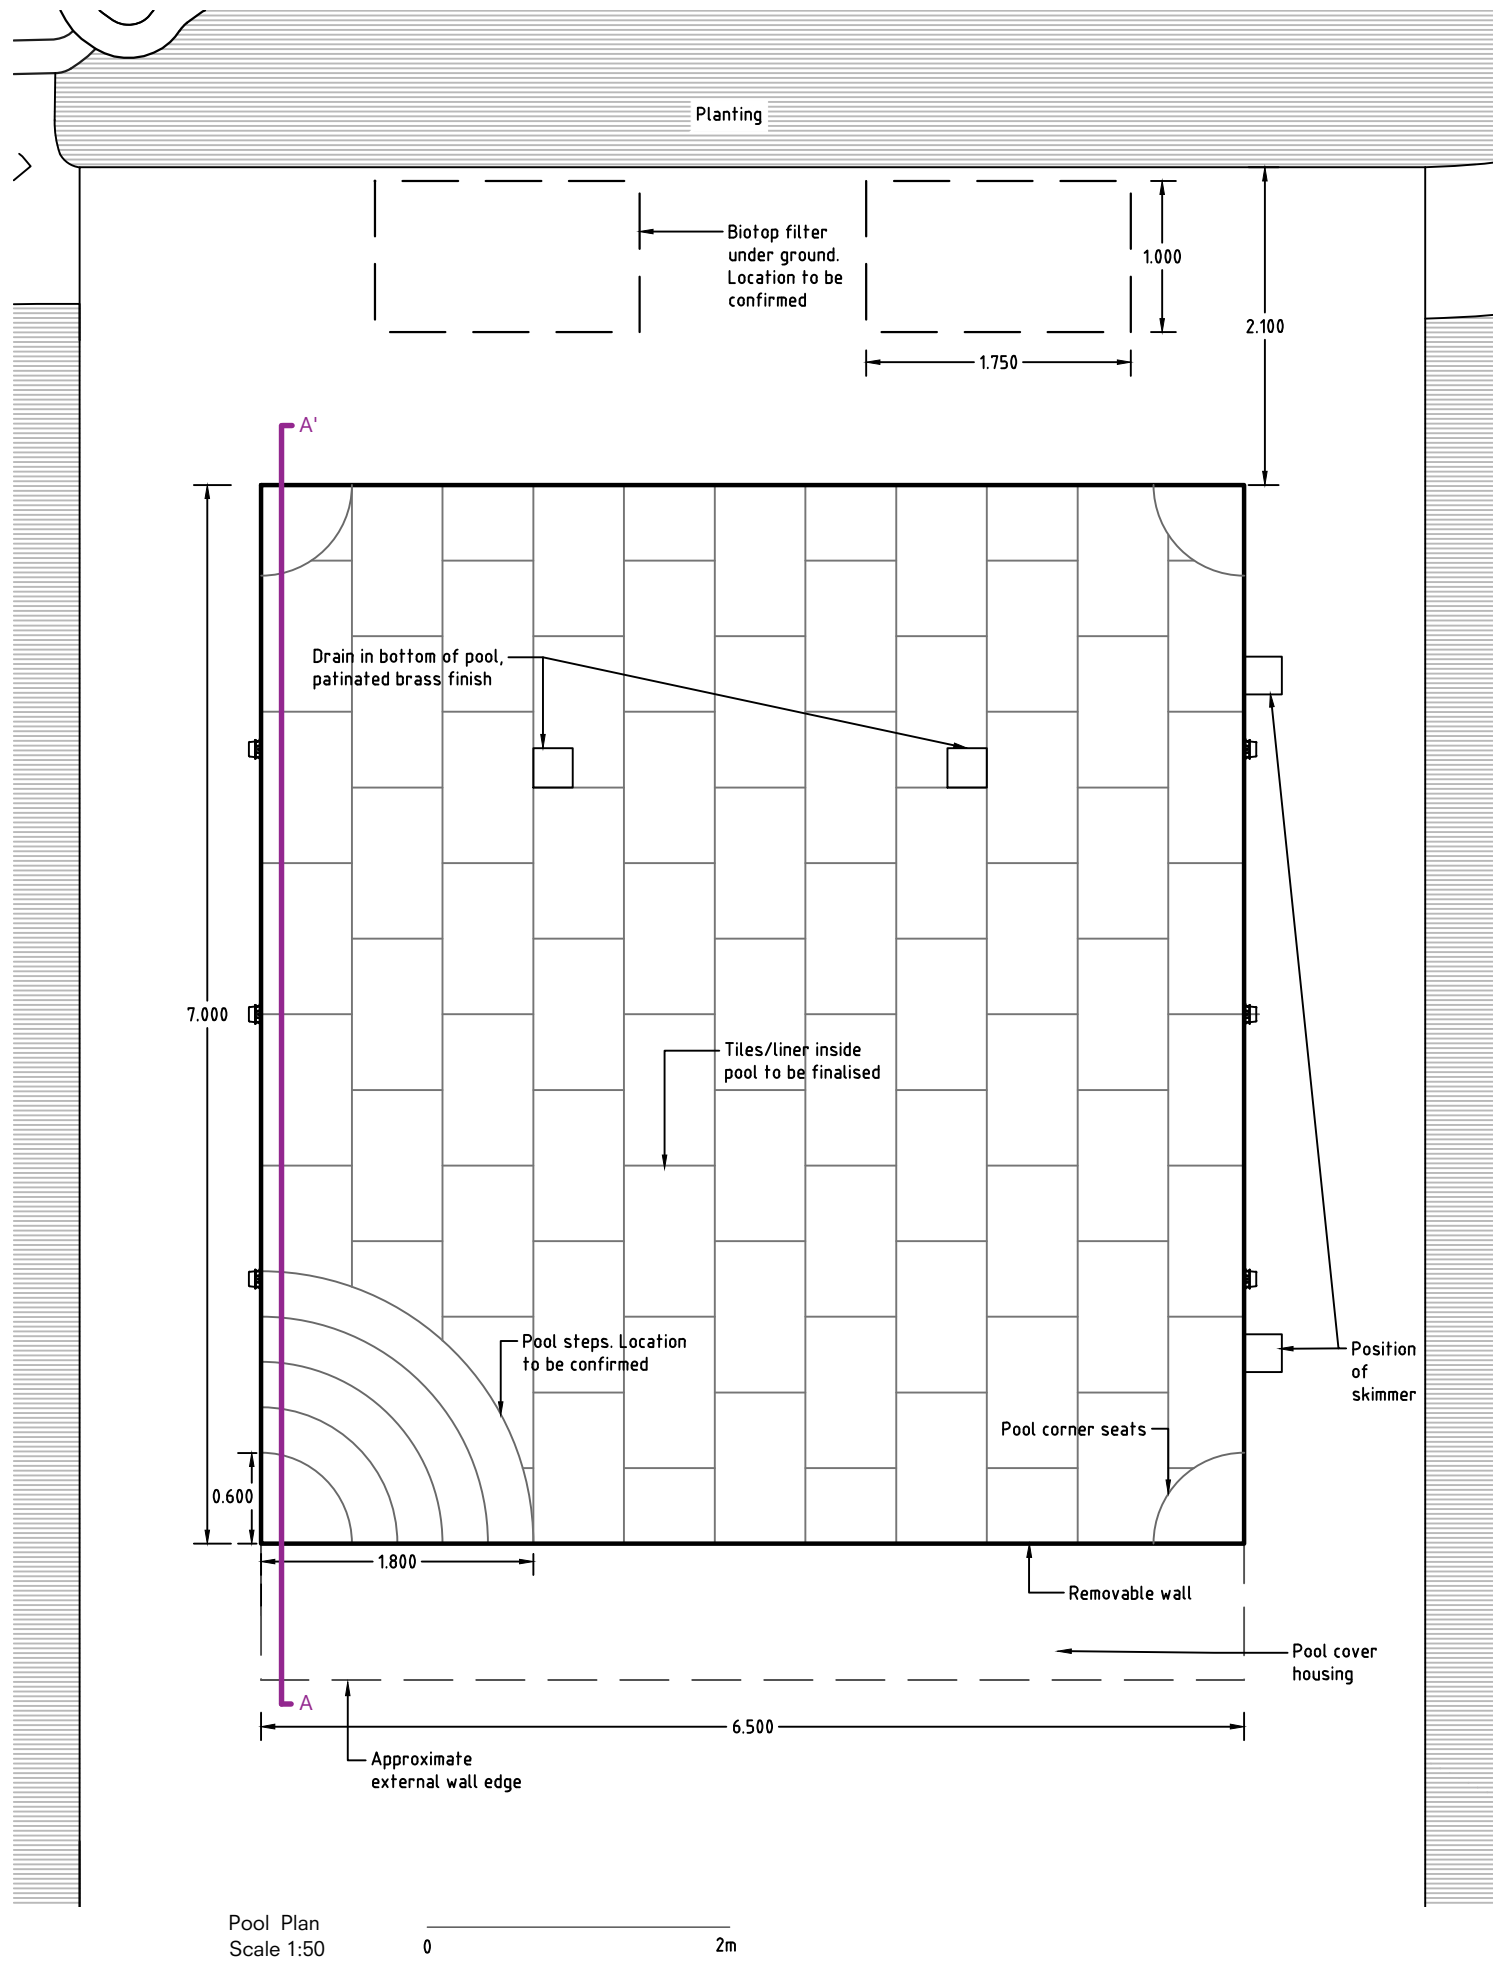 Planting
Biotop filter
under ground.
Location to be
confirmed
1.000
2.100
1.750
A'
Drain in bottom of pool,
patinated brass finish
7.000
Tiles/liner inside
pool to be finalised
Pool steps. Location
to be confirmed
Position
of
skimmer
Pool corner seats
0.600
1.800
Removable wall
Pool cover
housing
A
6.500
Approximate
external wall edge
Pool Plan
Scale 1:50
0
2m